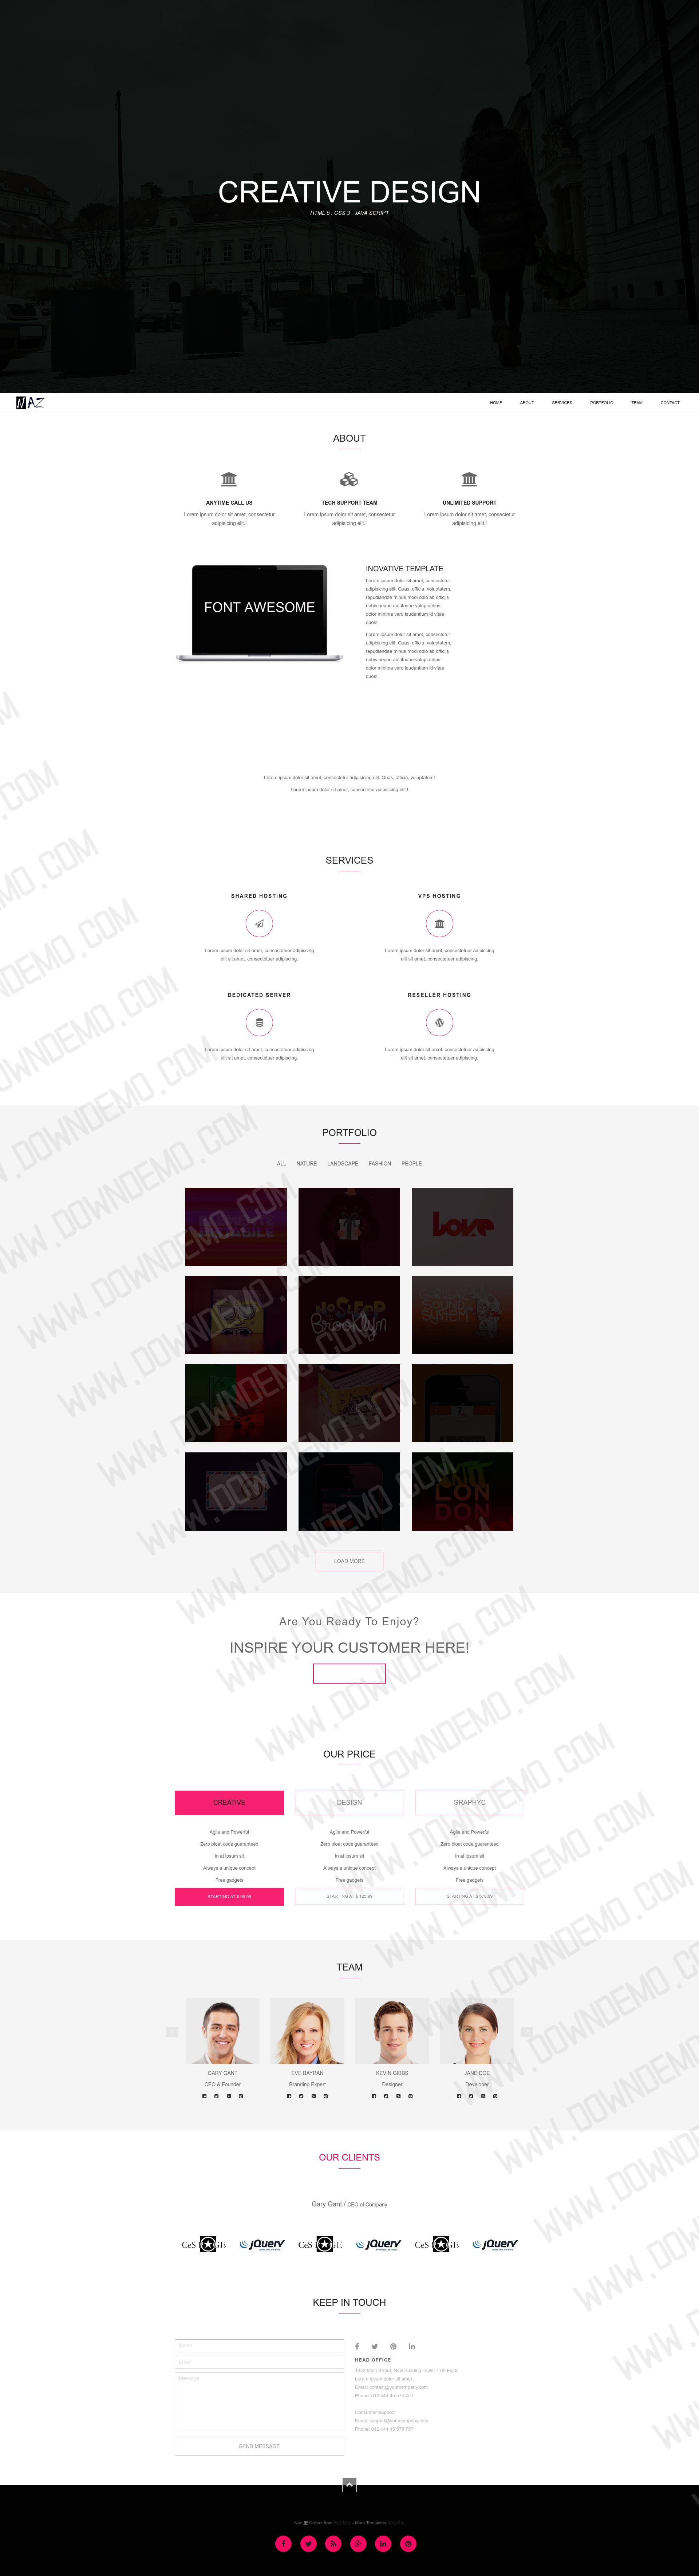 CREATIVE DESIGN
HTML 5 . CSS 3 . JAVA SCRIPT
NAZ
HOME ABOUT SERVICES PORTFOLIO TEAM CONTACT
ABOUT
ANYTIME CALL US
Lorem ipsum dolor sit amet, consectetur
adipisicing elit.!
TECH SUPPORT TEAM
Lorem ipsum dolor sit amet, consectetur
adipisicing elit.!
UNLIMITED SUPPORT
Lorem ipsum dolor sit amet, consectetur
adipisicing elit.!
FONT AWESOME
INOVATIVE TEMPLATE
Lorem ipsum dolor sit amet, consectetur
adipisicing elit. Quas, officia, voluptatem,
repudiandae minus modi odio ab officia
nobis neque aut itaque voluptatibus
dolor minima vero laudantium id vitae
quos!
Lorem ipsum dolor sit amet, consectetur
adipisicing elit. Quas, officia, voluptatem,
repudiandae minus modi odio ab officia
nobis neque aut itaque voluptatibus
dolor minima vero laudantium id vitae
quos!
Lorem ipsum dolor sit amet, consectetur adipisicing elit. Quas, officia, voluptatem!
Lorem ipsum dolor sit amet, consectetur adipisicing elit.!
SERVICES
SHARED HOSTING
Lorem ipsum dolor sit amet, consectetuer adipiscing
elit sit amet, consectetuer adipiscing.
VPS HOSTING
Lorem ipsum dolor sit amet, consectetuer adipiscing
elit sit amet, consectetuer adipiscing.
DEDICATED SERVER
Lorem ipsum dolor sit amet, consectetuer adipiscing
elit sit amet, consectetuer adipiscing.
RESELLER HOSTING
Lorem ipsum dolor sit amet, consectetuer adipiscing
elit sit amet, consectetuer adipiscing.
PORTFOLIO
ALL NATURE LANDSCAPE FASHION PEOPLE
Love
No SLEEP
Brooklyn
LON
DON
LOAD MORE
Are You Ready To Enjoy?
INSPIRE YOUR CUSTOMER HERE!
OUR PRICE
CREATIVE
Agile and Powerful
Zero bloat code guaranteed
In at ipsum sit
Always a unique concept
Free gadgets
STARTING AT $ 99.99
DESIGN
Agile and Powerful
Zero bloat code guaranteed
In at ipsum sit
Always a unique concept
Free gadgets
STARTING AT $ 125.99
GRAPHYC
Agile and Powerful
Zero bloat code guaranteed
In at ipsum sit
Always a unique concept
Free gadgets
STARTING AT
TEAM
GARY GANT
CEO & Founder
EVE BAYRAN
Branding Expert
KEVIN GIBBS
Designer
JANE DOE
Developer
OUR CLIENTS
Gary Gant / CEO of Company
jQuery
jQuery
jQuery
KEEP IN TOUCH
Name
Email
Message
SEND MESSAGE
HEAD OFFICE
1482 Main Street. New Building Tower 17th Floor
Lorem ipsum dolor sit amet
Email: contact@yourcompany.com
Phone: 012 444 45 575 757
Consumer Support
Email: support@yourcompany.com
Phone: 012 444 45 575 757
Collect from
- More Templates
WWW.DOWNDEMO.COM